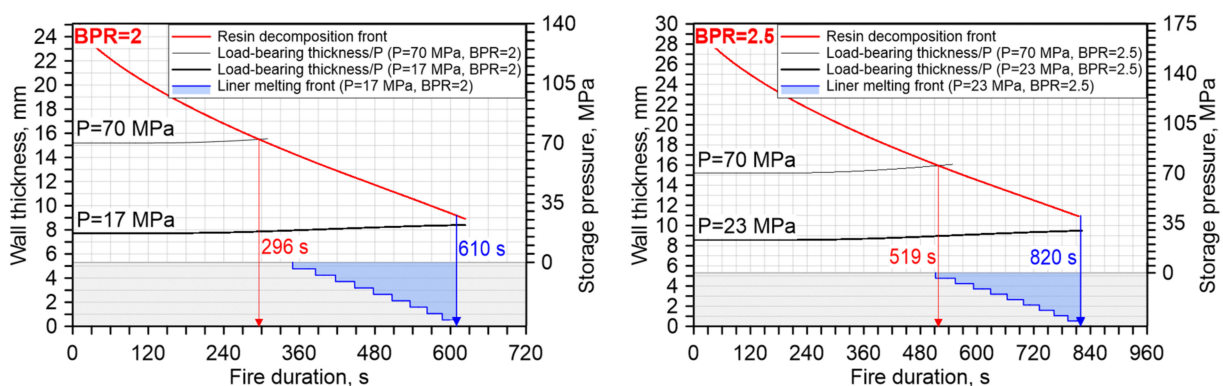 BPR=2
Resin decomposition front
Load-bearing thickness/P (P=70 MPa, BPR=2)
Load-bearing thickness/P (P=17 MPa, BPR=2)
Liner melting front (P=17 MPa, BPR=2)
P=70 MPa
P=17 MPa
296 s
610 s
Wall thickness, mm
24
22
20
18
16
14
12
10
8
6
4
2
0
0 120 240 360 480 600 720
Fire duration, s
140
105
70
35
0
Storage pressure, MPa
BPR=2.5
Resin decomposition front
Load-bearing thickness/P (P=70 MPa, BPR=2.5)
Load-bearing thickness/P (P=23 MPa, BPR=2.5)
Liner melting front (P=23 MPa, BPR=2.5)
P=70 MPa
P=23 MPa
519 s
820 s
Wall thickness, mm
30
28
26
24
22
20
18
16
14
12
10
8
6
4
2
0
0 120 240 360 480 600 720 840 960
Fire duration, s
175
140
105
70
35
0
Storage pressure, MPa